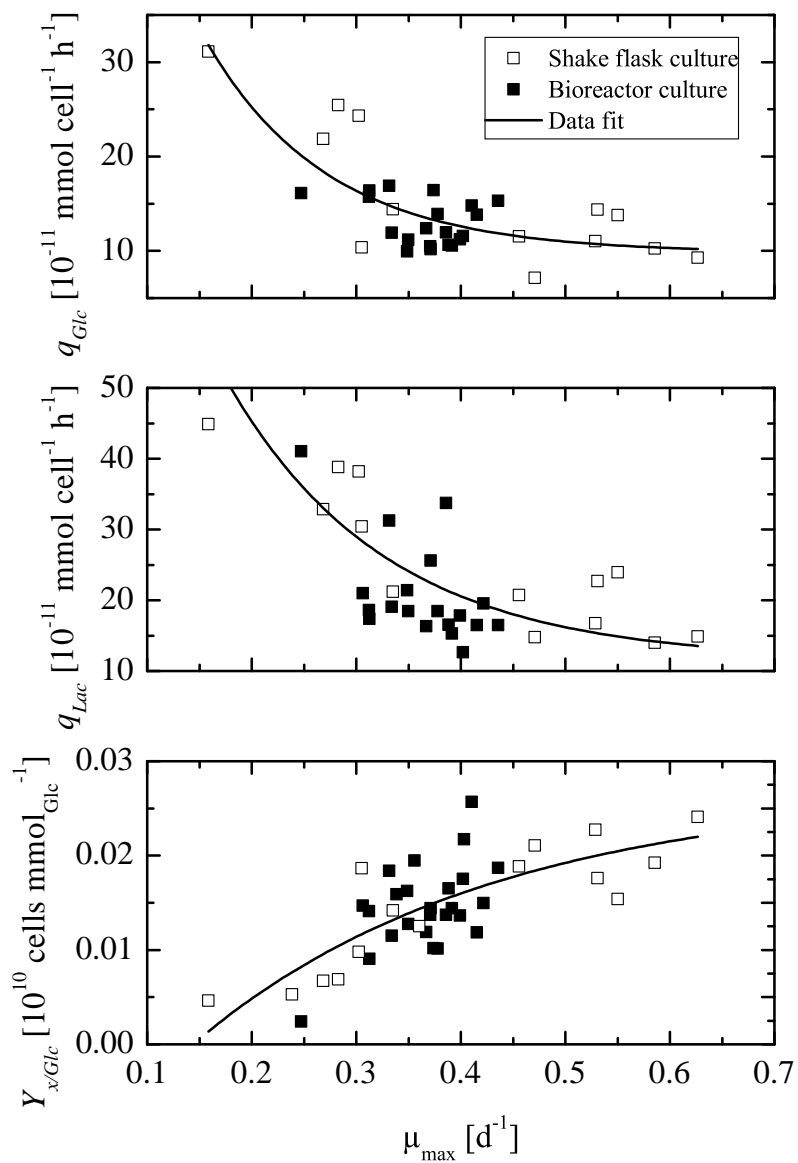 Shake flask culture
Bioreactor culture
Data fit
30
20
10
q_Glc [10^-11 mmol cell^-1 h^-1]
50
40
30
20
10
q_Lac [10^-11 mmol cell^-1 h^-1]
0.03
0.02
0.01
0.00
Y_x/Glc [10^10 cells mmol_Glc^-1]
0.1 0.2 0.3 0.4 0.5 0.6 0.7
μ_max [d^-1]